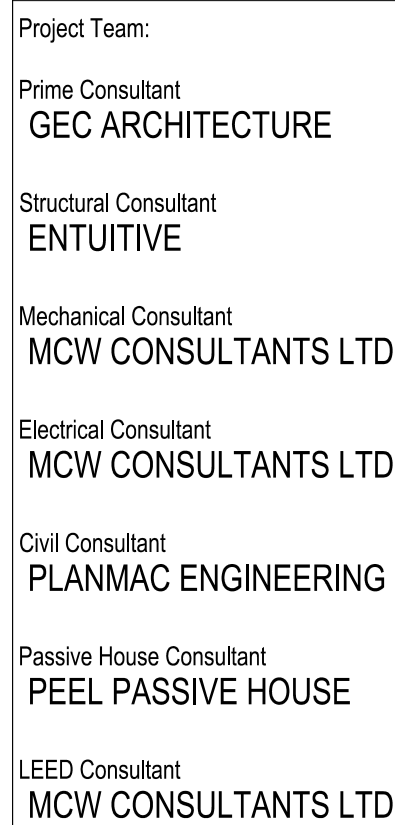 Project Team:
Prime Consultant
GEC ARCHITECTURE
Structural Consultant
ENTUITIVE
Mechanical Consultant
MCW CONSULTANTS LTD
Electrical Consultant
MCW CONSULTANTS LTD
Civil Consultant
PLANMAC ENGINEERING
Passive House Consultant
PEEL PASSIVE HOUSE
LEED Consultant
MCW CONSULTANTS LTD